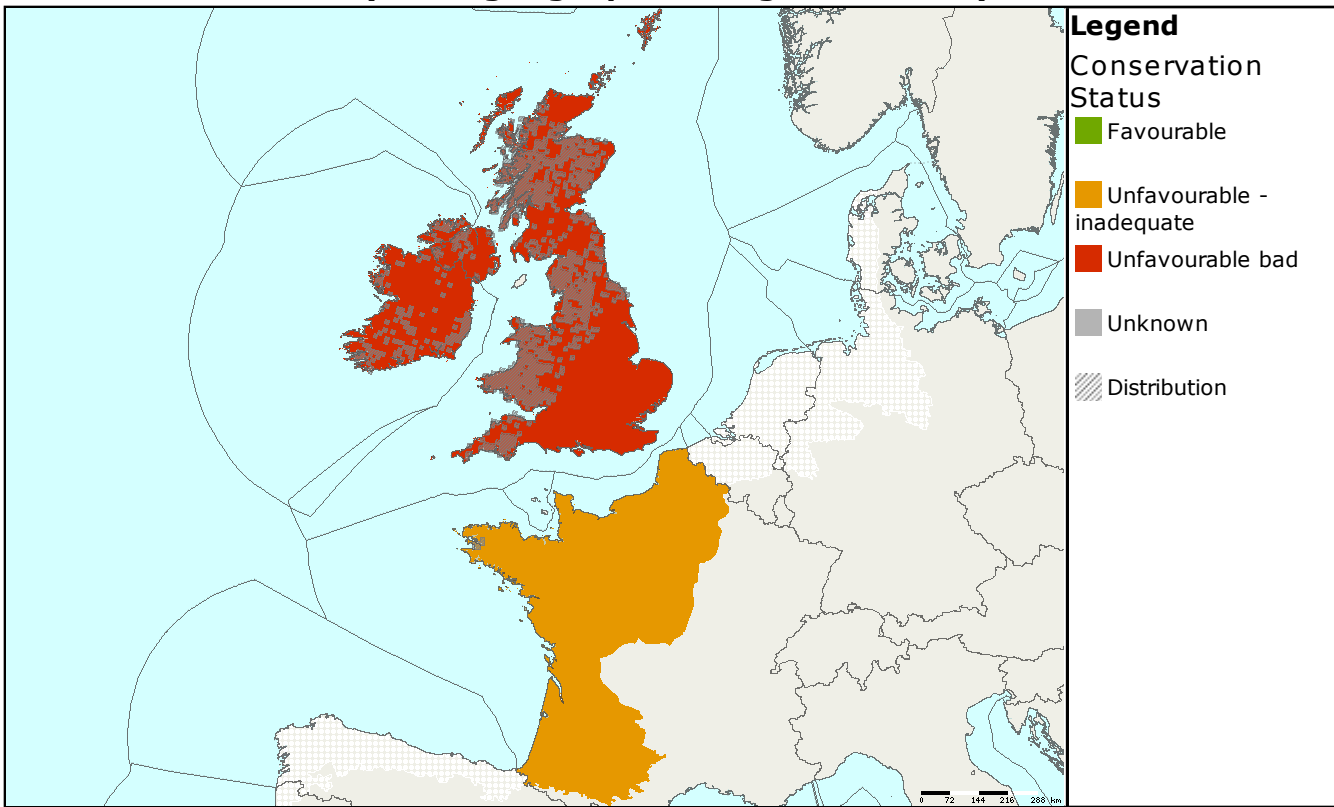 Legend
Conservation
Status
Favourable
Unfavourable -
inadequate
Unfavourable bad
Unknown
Distribution
0 72 144 216 288 km